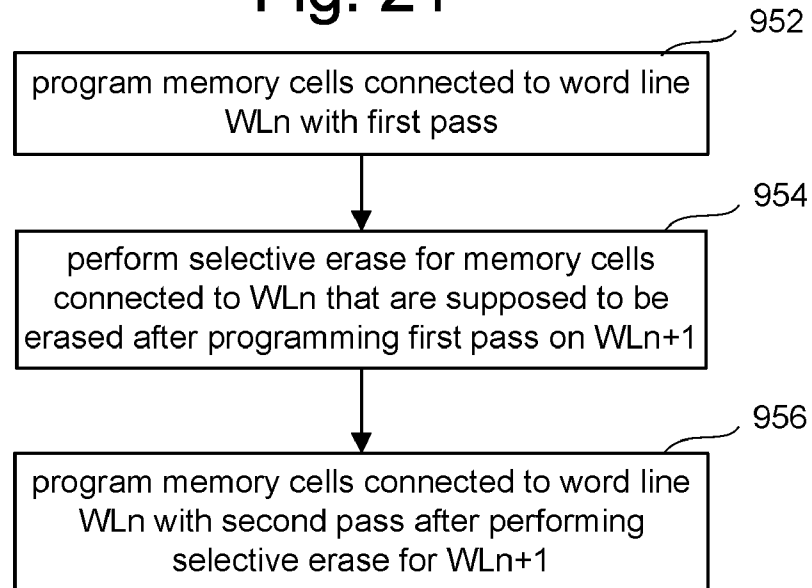 952
program memory cells connected to word line
WLn with first pass
954
perform selective erase for memory cells
connected to WLn that are supposed to be
erased after programming first pass on WLn+1
956
program memory cells connected to word line
WLn with second pass after performing
selective erase for WLn+1